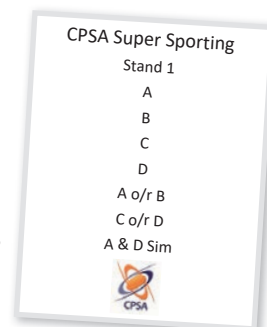 CPSA Super Sporting
Stand 1
A
B
C
D
A o/r B
C o/r D
A & D Sim
CPSA